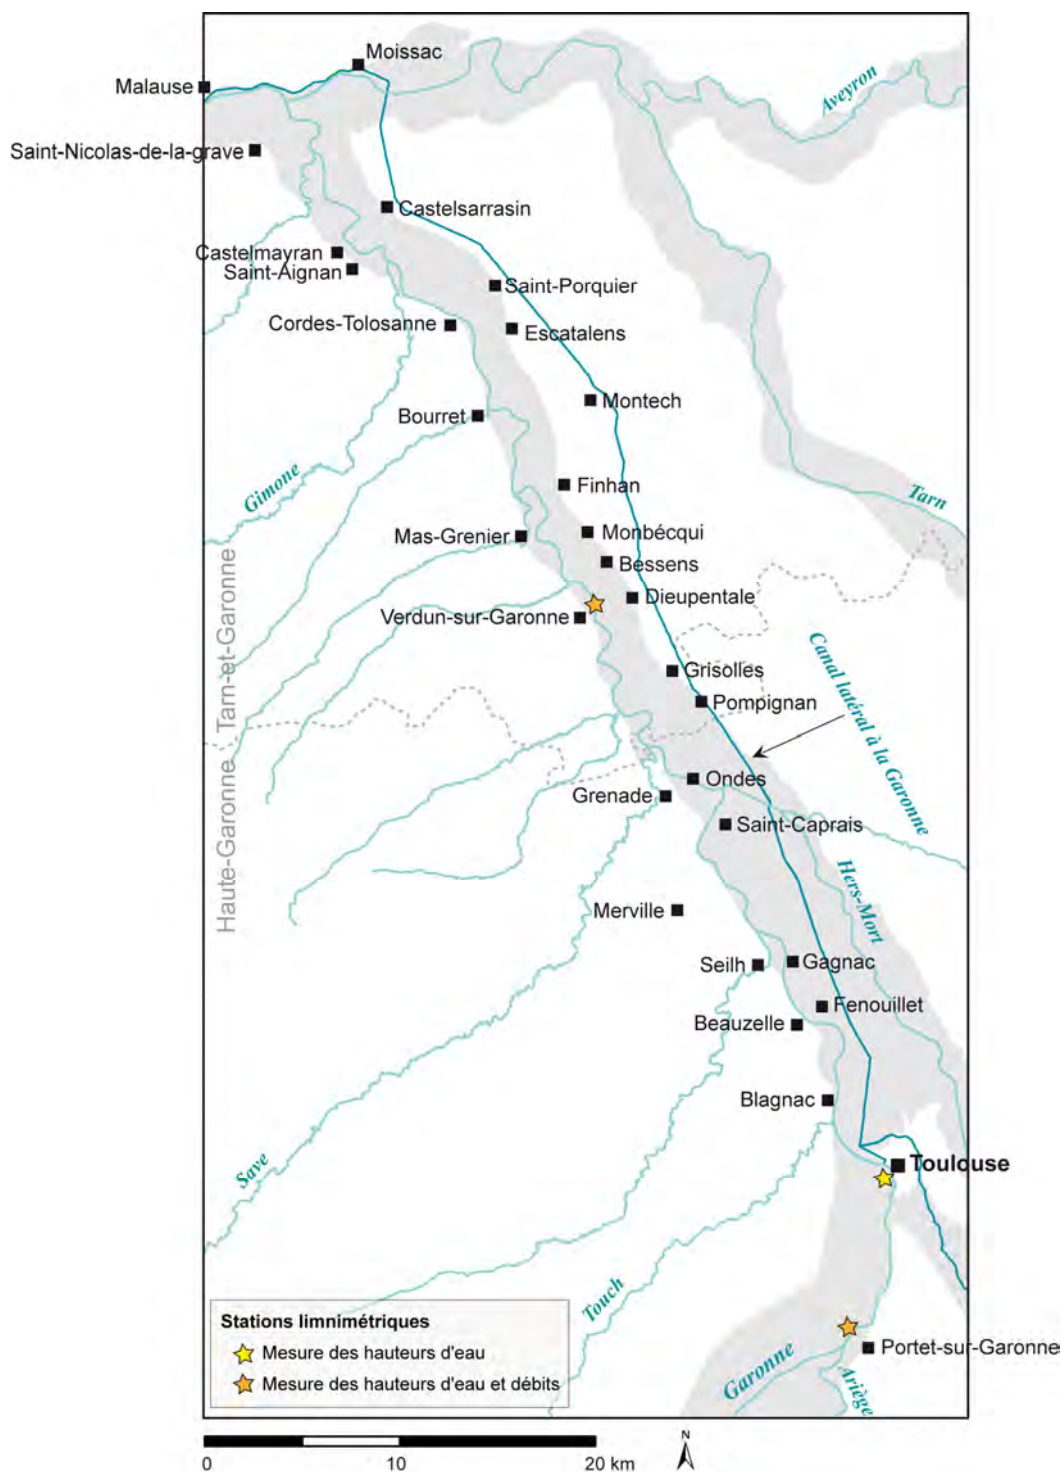 Moissac
Malause
Aveyron
Saint-Nicolas-de-la-grave
Castelsarrasin
Castelmayran
Saint-Aignan
Saint-Porquier
Cordes-Tolosanne
Escatalens
Montech
Bourret
Gimone
Finhan
Tarn
Mas-Grenier
Monbécqui
Bessens
Dieupentale
Verdun-sur-Garonne
Tarn-et-Garonne
Haute-Garonne
Grisolles
Pompignan
Canal latéral à la Garonne
Ondes
Grenade
Saint-Caprais
Hers-Mort
Merville
Seilh
Gagnac
Fenouillet
Beauzelle
Blagnac
Save
Toulouse
Touch
Stations limnimétriques
Mesure des hauteurs d'eau
Mesure des hauteurs d'eau et débits
Portet-sur-Garonne
Garonne
Ariège
N
0 10 20 km